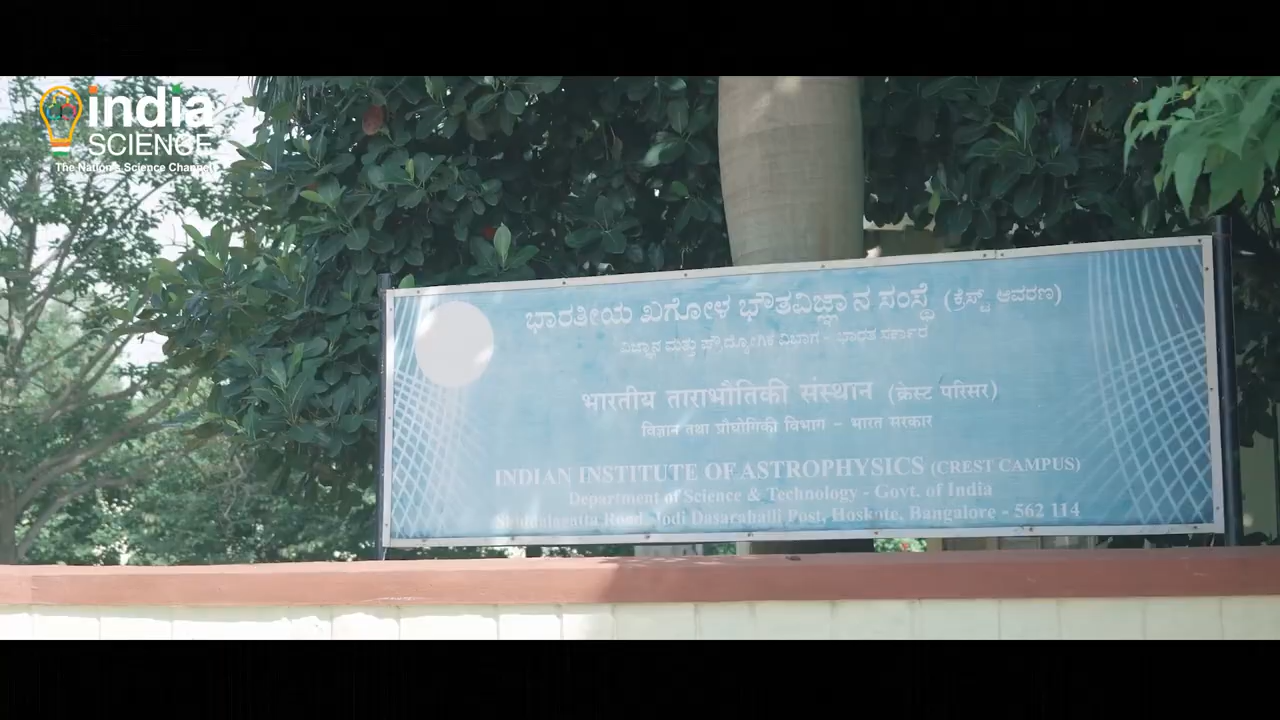 india
SCIENCE
The Nation's Science Channel
ಭಾರತೀಯ ಖಗೋಳ ಭೌತವಿಜ್ಞಾನ ಸಂಸ್ಥೆ (ಕ್ರೆಸ್ಟ್ ಆವರಣ)
ವಿಜ್ಞಾನ ಮತ್ತು ಪ್ರೌದ್ಯೋಗಿಕ ವಿಭಾಗ - ಭಾರತ ಸರ್ಕಾರ
भारतीय ताराभौतिकी संस्थान (क्रेस्ट परिसर)
विज्ञान तथा प्रौघोगिकी विभाग - भारत सरकार
INDIAN INSTITUTE OF ASTROPHYSICS (CREST CAMPUS)
Department of Science & Technology - Govt. of India
Road, Jodi Dasarahalli Post, Hoskote, Bangalore - 562 114